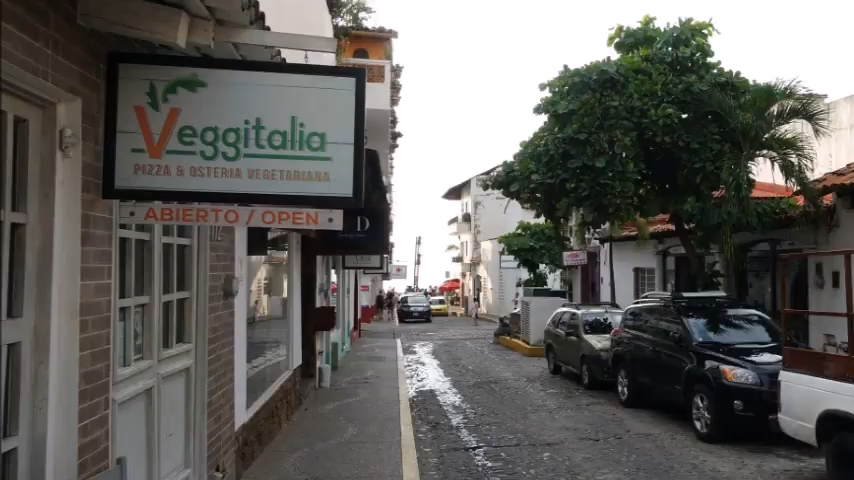 Veggitalia
PIZZA & OSTERIA VEGETARIANA
ABIERTO / OPEN
D